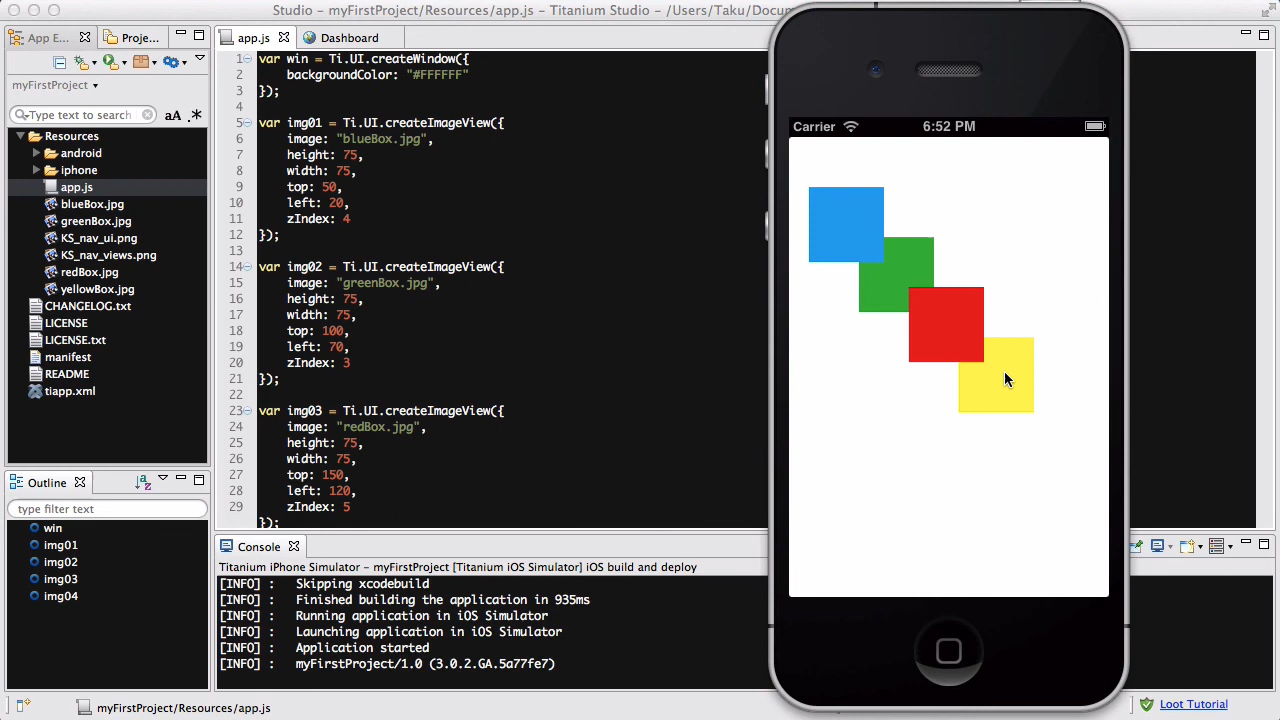 Studio - myFirstProject/Resources/app.js - Titanium Studio - /Users/Taku/Docum
App E...
Proje...
myFirstProject
Type text to search
aA .*
Resources
android
iphone
app.js
blueBox.jpg
greenBox.jpg
KS_nav_ui.png
KS_nav_views.png
redBox.jpg
yellowBox.jpg
CHANGELOG.txt
LICENSE
LICENSE.txt
manifest
README
tiapp.xml
Outline
type filter text
win
img01
img02
img03
img04
app.js
Dashboard
1 var win = Ti.UI.createWindow({
2 backgroundColor: "#FFFFFF"
3 });
4
5 var img01 = Ti.UI.createImageView({
6 image: "blueBox.jpg",
7 height: 75,
8 width: 75,
9 top: 50,
10 left: 20,
11 zIndex: 4
12 });
13
14 var img02 = Ti.UI.createImageView({
15 image: "greenBox.jpg",
16 height: 75,
17 width: 75,
18 top: 100,
19 left: 70,
20 zIndex: 3
21 });
22
23 var img03 = Ti.UI.createImageView({
24 image: "redBox.jpg",
25 height: 75,
26 width: 75,
27 top: 150,
28 left: 120,
29 zIndex: 5
});
Console
Titanium iPhone Simulator - myFirstProject [Titanium iOS Simulator] iOS build and deploy
[INFO] : Skipping xcodebuild
[INFO] : Finished building the application in 935ms
[INFO] : Running application in iOS Simulator
[INFO] : Launching application in iOS Simulator
[INFO] : Application started
[INFO] : myFirstProject/1.0 (3.0.2.GA.5a77fe7)
Carrier 6:52 PM
myFirstProject/Resources/app.js
Loot Tutorial